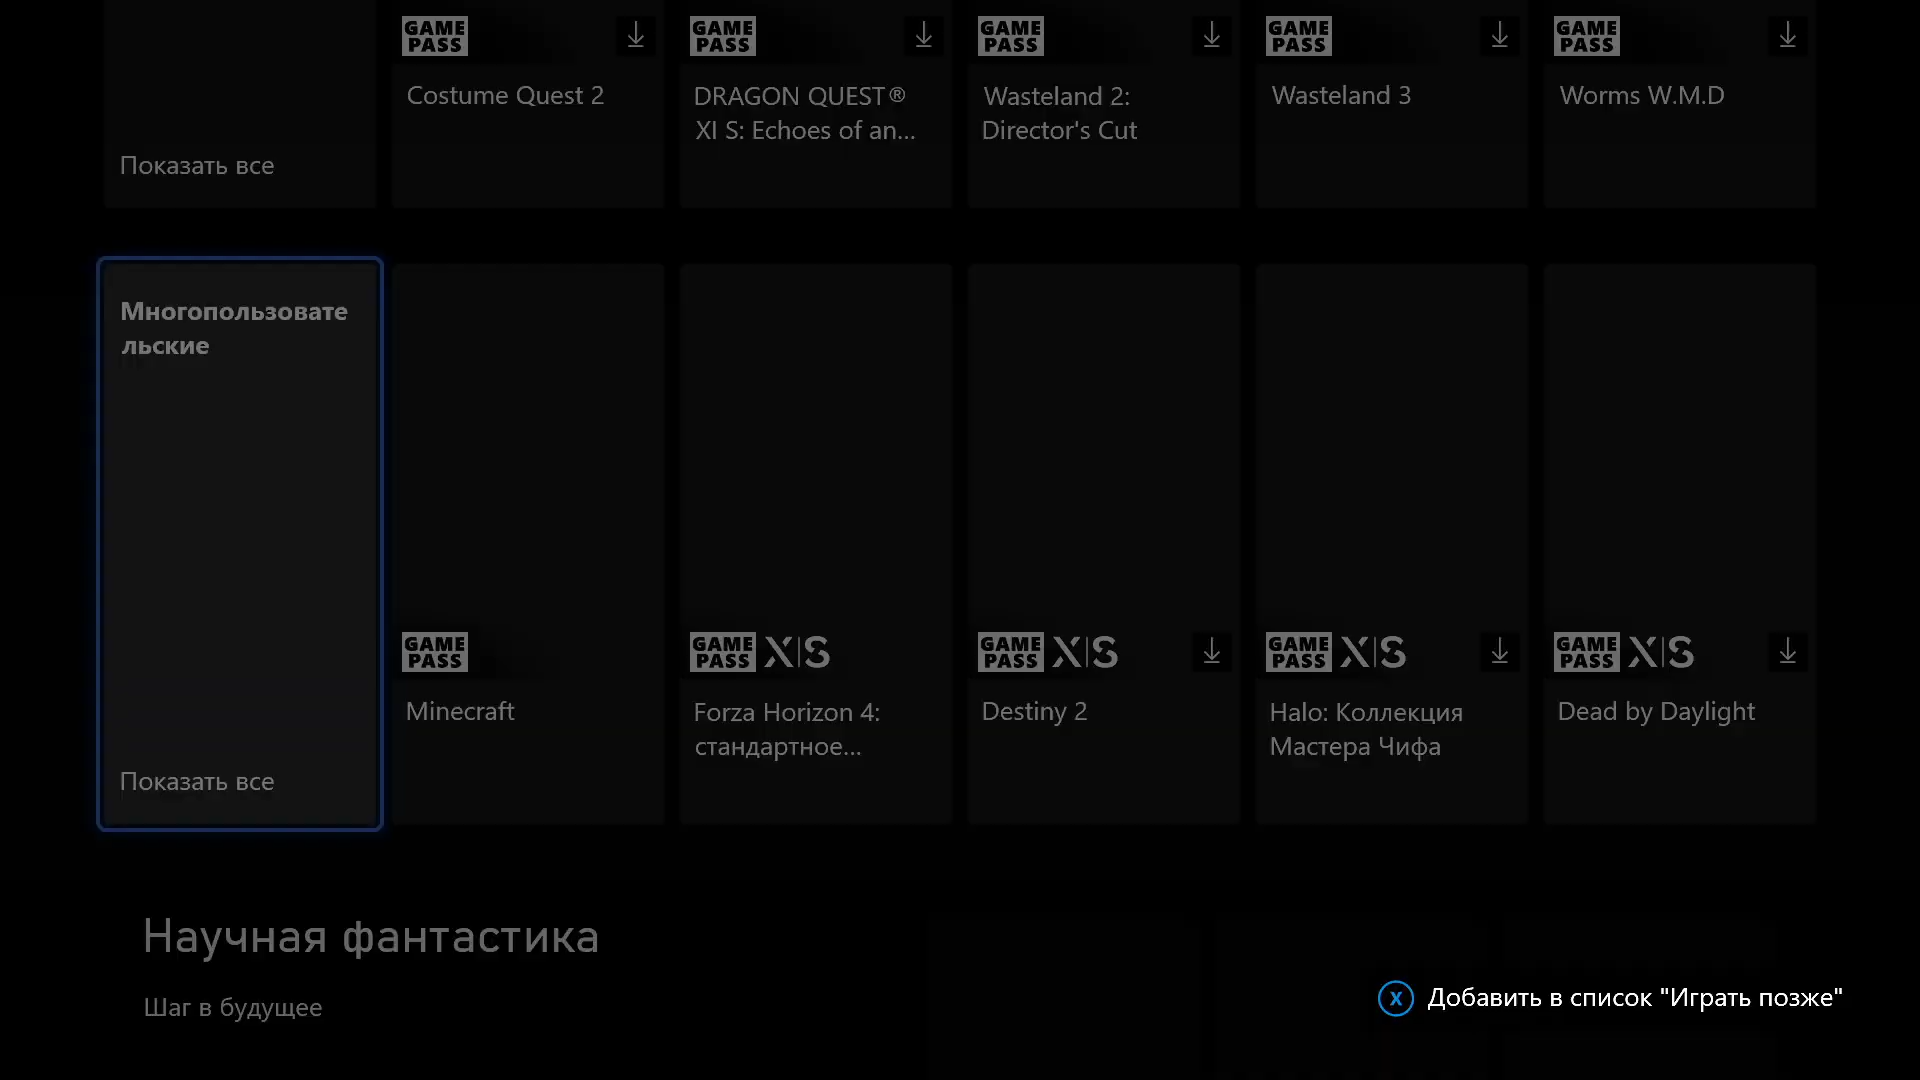 GAME PASS
GAME PASS
GAME PASS
GAME PASS
GAME PASS
Costume Quest 2
DRAGON QUEST®
XI S: Echoes of an...
Wasteland 2:
Director's Cut
Wasteland 3
Worms W.M.D
Показать все
Многопользовате
льские
Показать все
GAME PASS
Minecraft
GAME PASS X|S
Forza Horizon 4:
стандартное...
GAME PASS X|S
Destiny 2
GAME PASS X|S
Halo: Коллекция
Мастера Чифа
GAME PASS X|S
Dead by Daylight
Научная фантастика
Шаг в будущее
X Добавить в список "Играть позже"